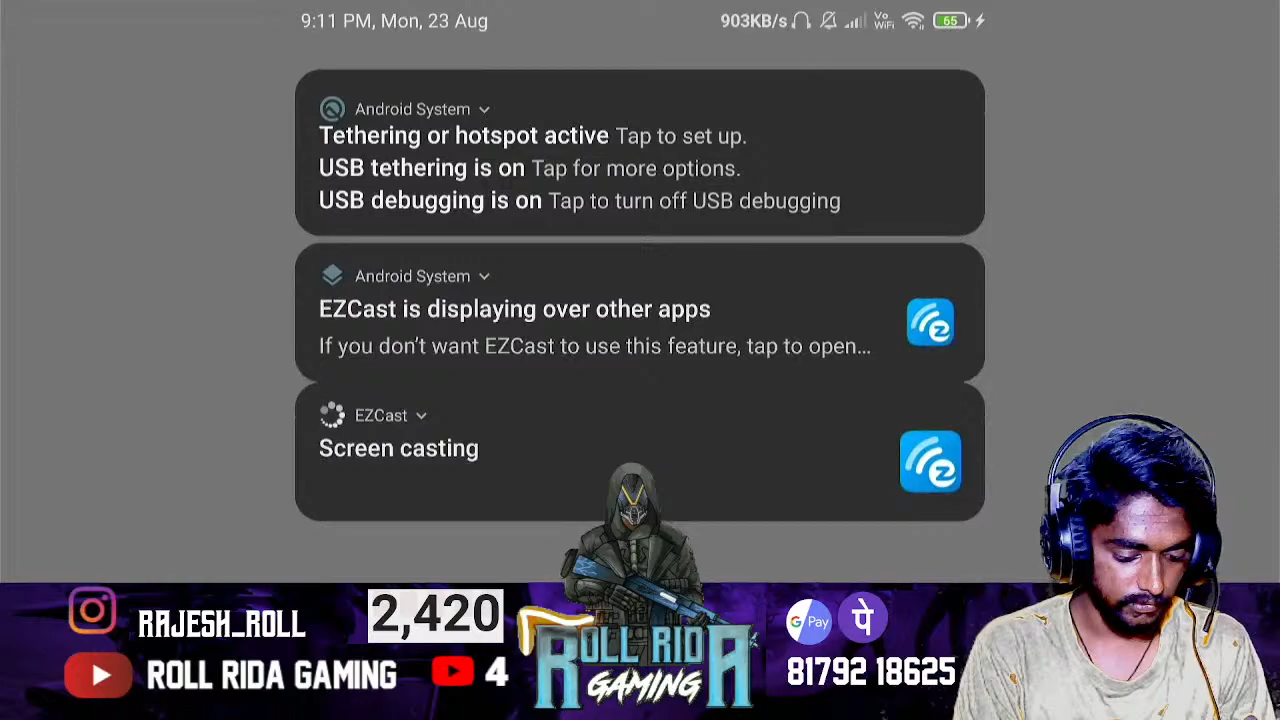 9:11 PM, Mon, 23 Aug
903KB/s Vo WiFi 65
Android System
Tethering or hotspot active Tap to set up.
USB tethering is on Tap for more options.
USB debugging is on Tap to turn off USB debugging
Android System
EZCast is displaying over other apps
If you don't want EZCast to use this feature, tap to open...
EZCast
Screen casting
RAJESH_ROLL
2,420
ROLL RIDA GAMING
4
ROLL RIDA
GAMING
G Pay पे
81792 18625